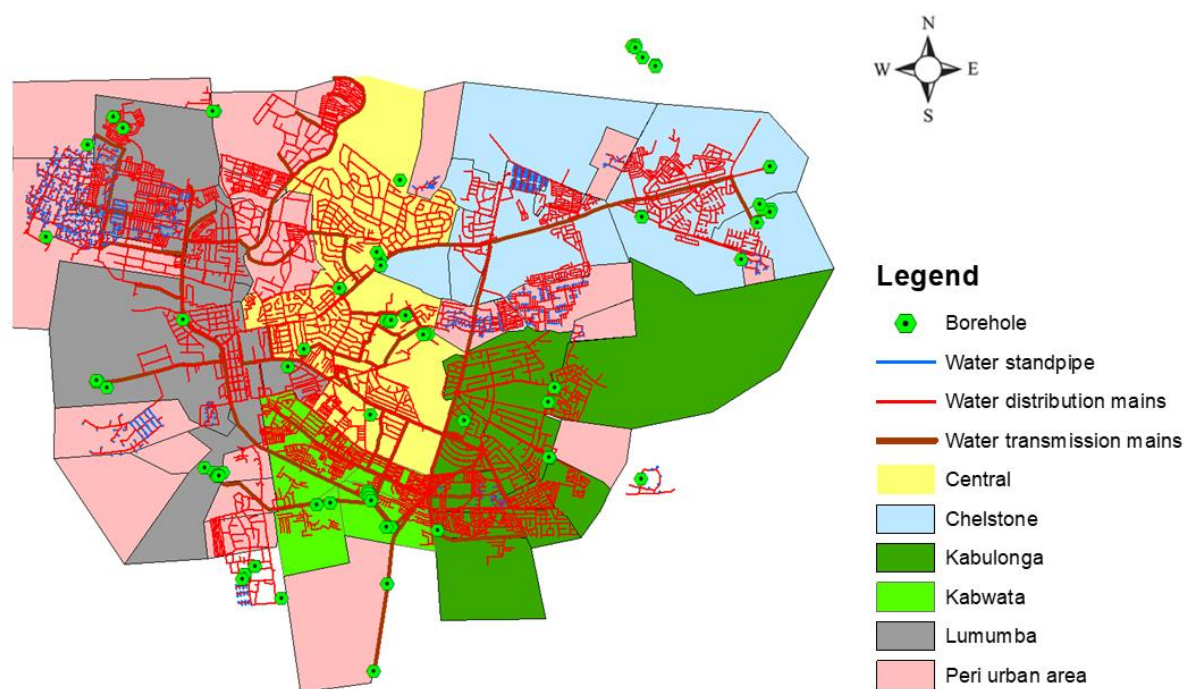 N
W E
S
Legend
Borehole
Water standpipe
Water distribution mains
Water transmission mains
Central
Chelstone
Kabulonga
Kabwata
Lumumba
Peri urban area